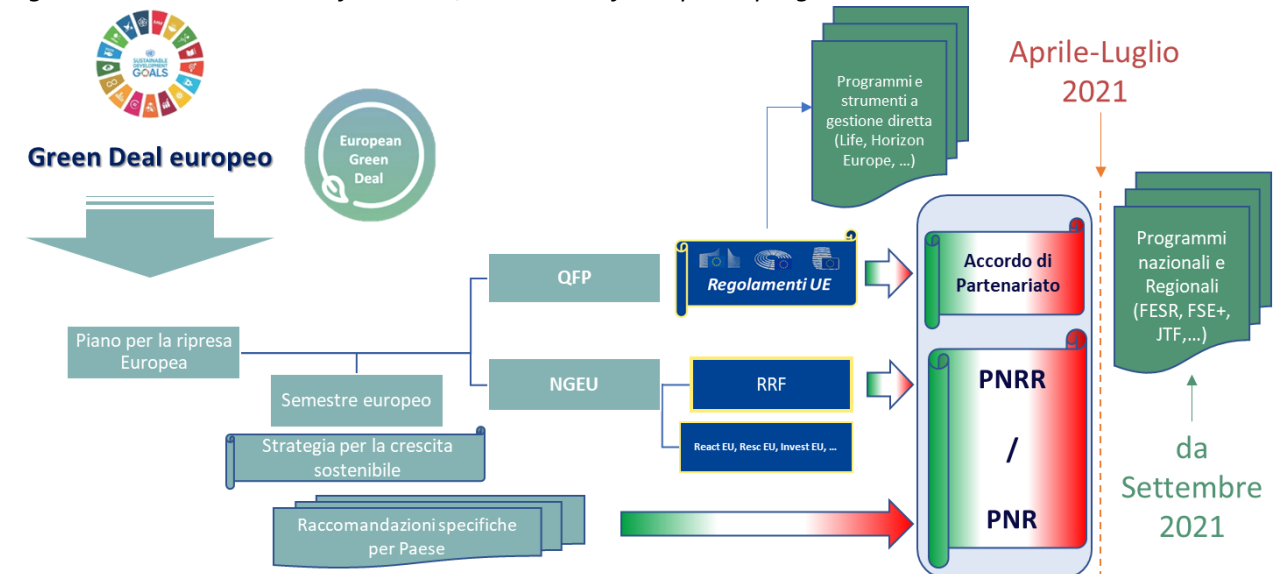 SUSTAINABLE
DEVELOPMENT
GOALS
Green Deal europeo
European
Green
Deal
Programmi e
strumenti a
gestione diretta
(Life, Horizon
Europe, …)
Aprile-Luglio
2021
Piano per la ripresa
Europea
Semestre europeo
Strategia per la crescita
sostenibile
Raccomandazioni specifiche
per Paese
QFP
NGEU
Regolamenti UE
RRF
React EU, Resc EU, Invest EU, …
Accordo di
Partenariato
PNRR
/
PNR
Programmi
nazionali e
Regionali
(FESR, FSE+,
JTF,…)
da
Settembre
2021